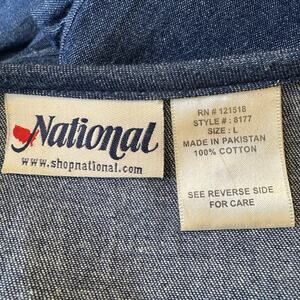 National
www.shopnational.com
RN # 121518
STYLE # : 8177
SIZE : L
MADE IN PAKISTAN
100% COTTON
SEE REVERSE SIDE
FOR CARE